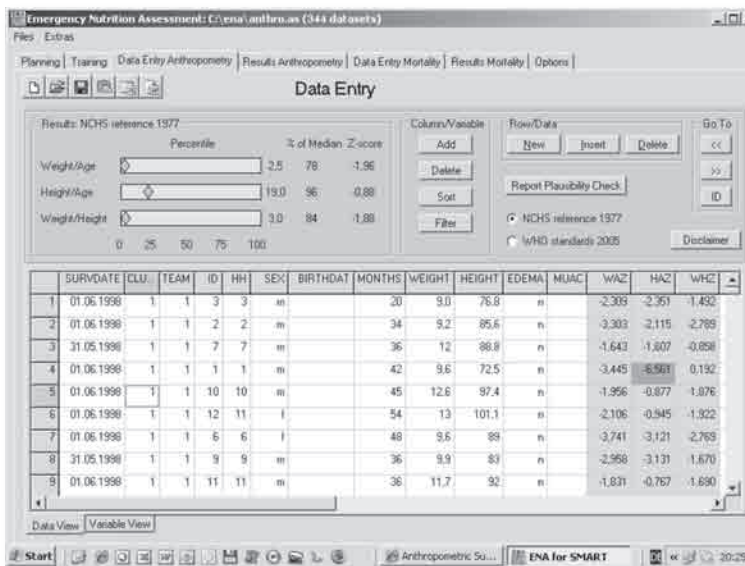 Emergency Nutrition Assessment: C:\ena\anthro.as (344 datasets)
Files Extras
Planning Training Data Entry Anthropometry Results Anthropometry Data Entry Mortality Results Mortality Options
Data Entry
Results: NCHS reference 1977
Percentile % of Median Z-score
Weight/Age 2,5 78 -1,96
Height/Age 19,0 96 -0,88
Weight/Height 3,0 84 -1,88
0 25 50 75 100
Column/Variable
Add
Delete
Sort
Filter
Row/Data
New Insert Delete
Report Plausibility Check
NCHS reference 1977
WHO standards 2005
Go To
<<
>>
ID
Disclaimer
SURVDATE CLU... TEAM ID HH SEX BIRTHDAT MONTHS WEIGHT HEIGHT EDEMA MUAC WAZ HAZ WHZ
1 01.06.1998 1 1 3 3 m 20 9,0 76,8 n -2,309 -2,351 -1,492
2 01.06.1998 1 1 2 2 m 34 9,2 85,6 n -3,303 -2,115 -2,789
3 31.05.1998 1 1 7 7 m 36 12 88,8 n -1,643 -1,607 -0,858
4 01.06.1998 1 1 1 1 m 42 9,6 72,5 n -3,445 -6,561 0,192
5 01.06.1998 1 1 10 10 m 45 12,6 97,4 n -1,956 -0,877 -1,876
6 01.06.1998 1 1 12 11 f 54 13 101,1 n -2,106 -0,945 -1,922
7 01.06.1998 1 1 6 6 f 48 9,6 89 n -3,741 -3,121 -2,769
8 31.05.1998 1 1 9 9 m 36 9,9 83 n -2,958 -3,131 -1,670
9 01.06.1998 1 1 11 11 m 36 11,7 92 n -1,831 -0,767 -1,690
Data View Variable View
Start Anthropometric Su... ENA for SMART DE << 20:25